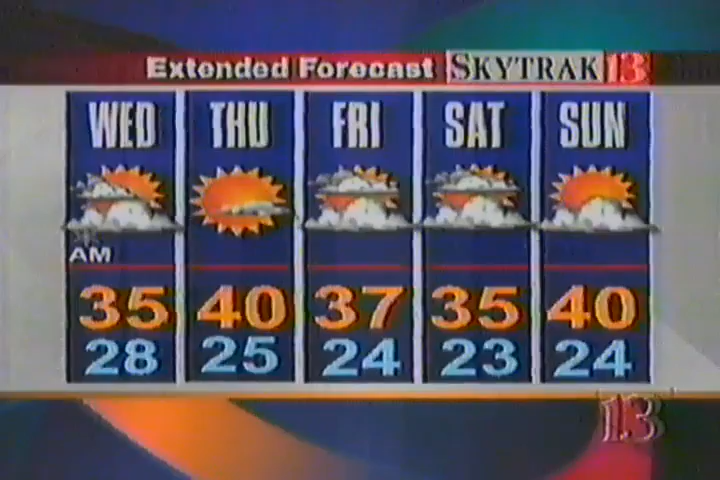 Extended Forecast SKYTRAK 13
WED THU FRI SAT SUN
AM
35 40 37 35 40
28 25 24 23 24
13